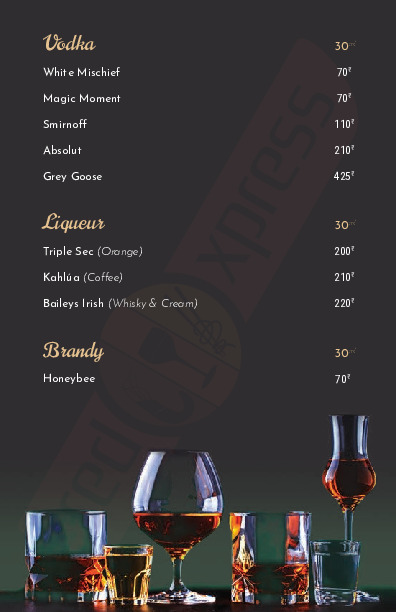 Vodka 30ml
White Mischief 70₹
Magic Moment 70₹
Smirnoff 110₹
Absolut 210₹
Grey Goose 425₹
Liqueur 30ml
Triple Sec (Orange) 200₹
Kahlúa (Coffee) 210₹
Baileys Irish (Whisky & Cream) 220₹
Brandy 30ml
Honeybee 70₹
xpress